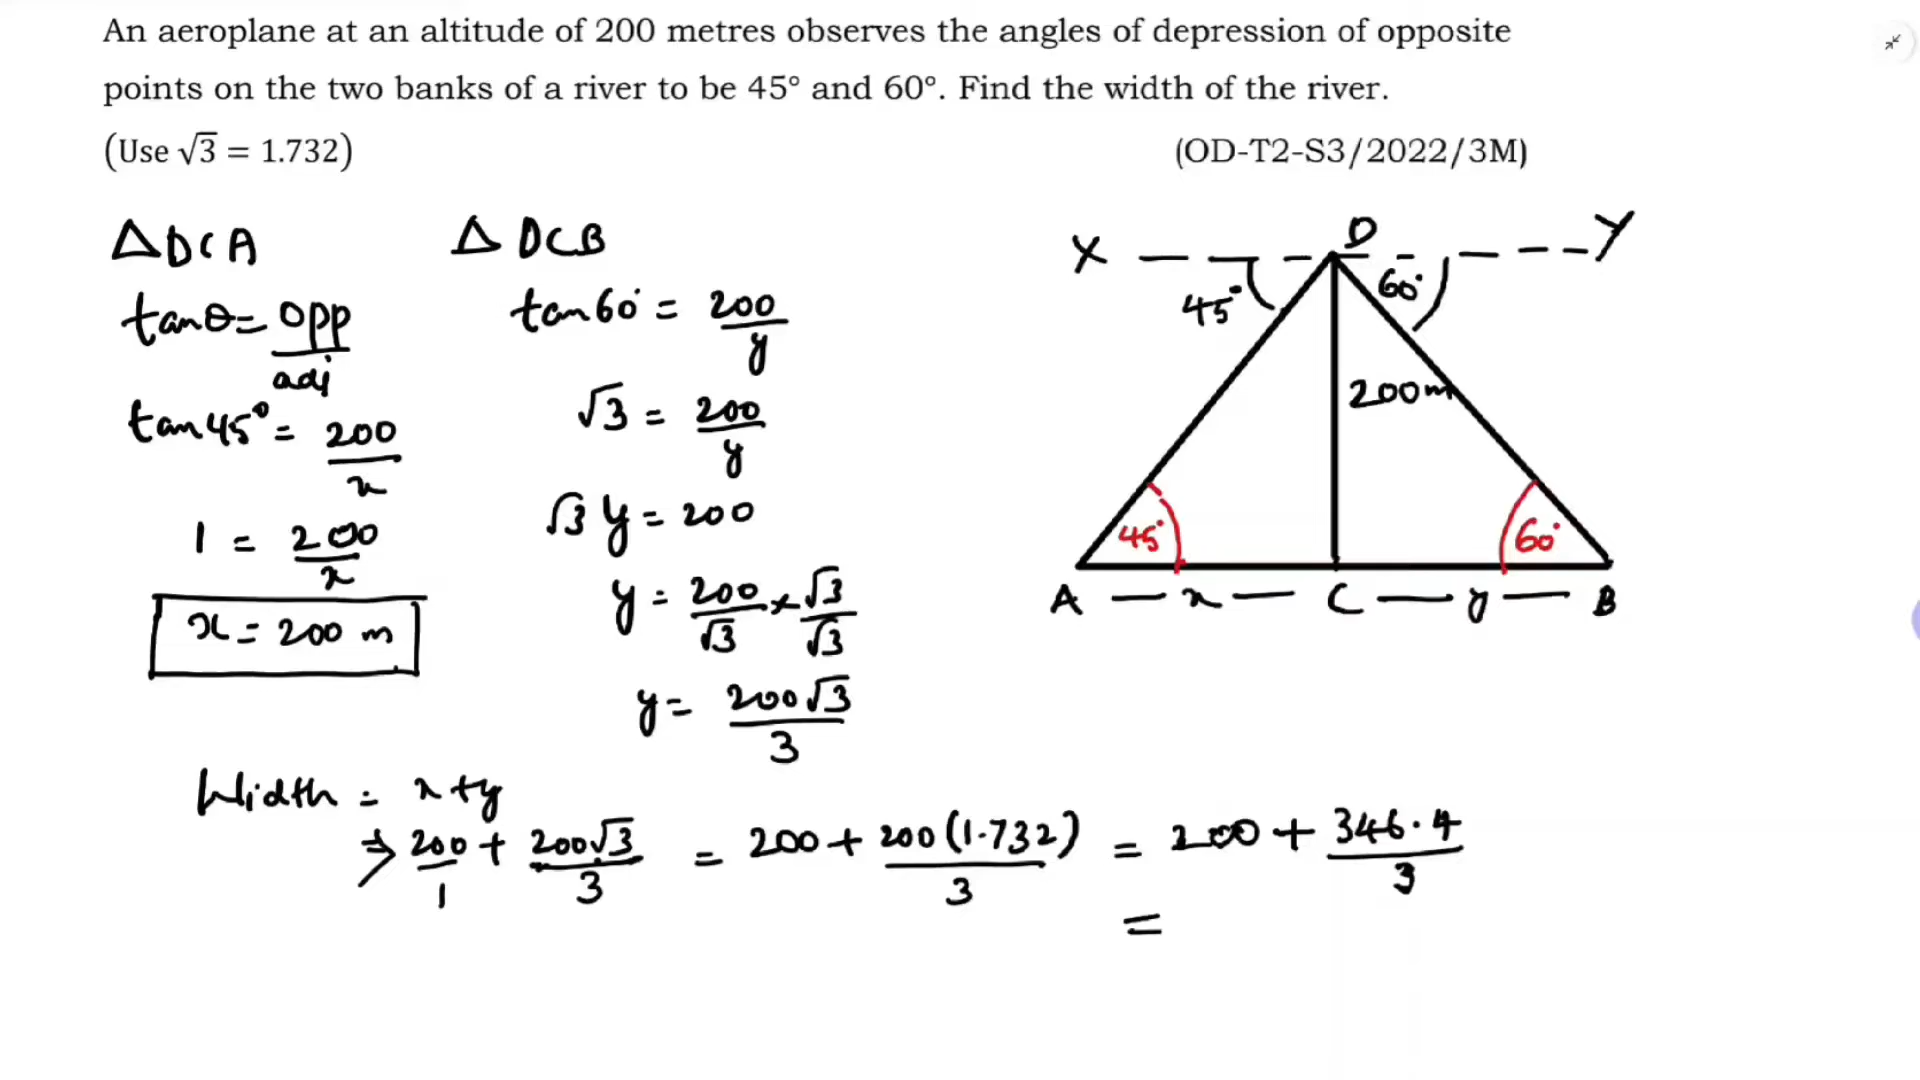 An aeroplane at an altitude of 200 metres observes the angles of depression of opposite
points on the two banks of a river to be 45° and 60°. Find the width of the river.
(Use √3 = 1.732) (OD-T2-S3/2022/3M)
△DCA
tanθ = opp/adj
tan45° = 200/x
1 = 200/x
x = 200 m
△ DCB
tan60° = 200/y
√3 = 200/y
√3 y = 200
y = 200/√3 × √3/√3
y = 200√3/3
X D Y
45° 60°
200m
45° 60°
A — x — C — y — B
Width = x+y
⇒ 200/1 + 200√3/3 = 200 + 200(1.732)/3 = 200 + 346.4/3
=